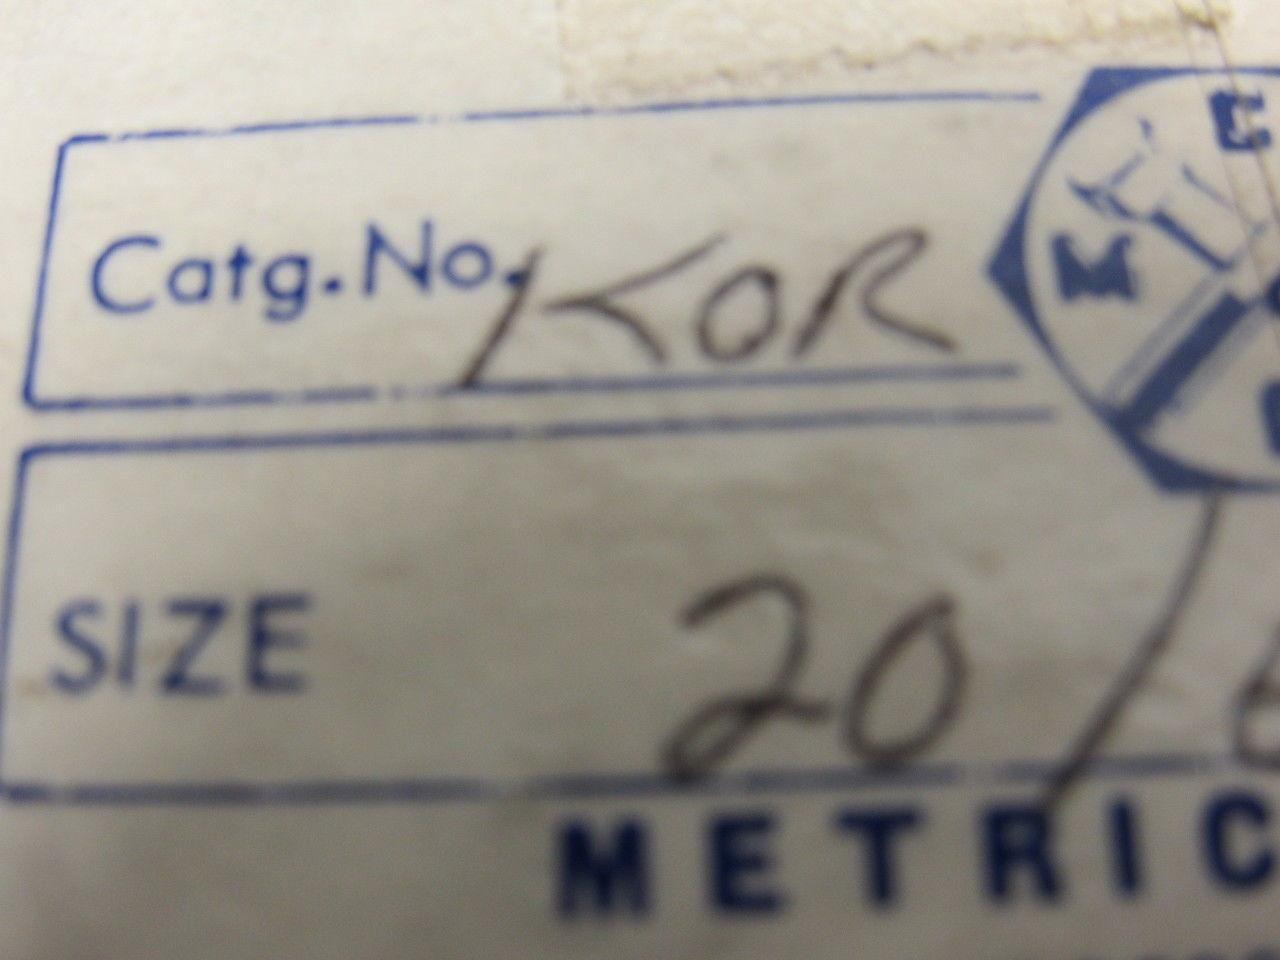 Catg. No. KOR
M E
SIZE 20/
METRIC